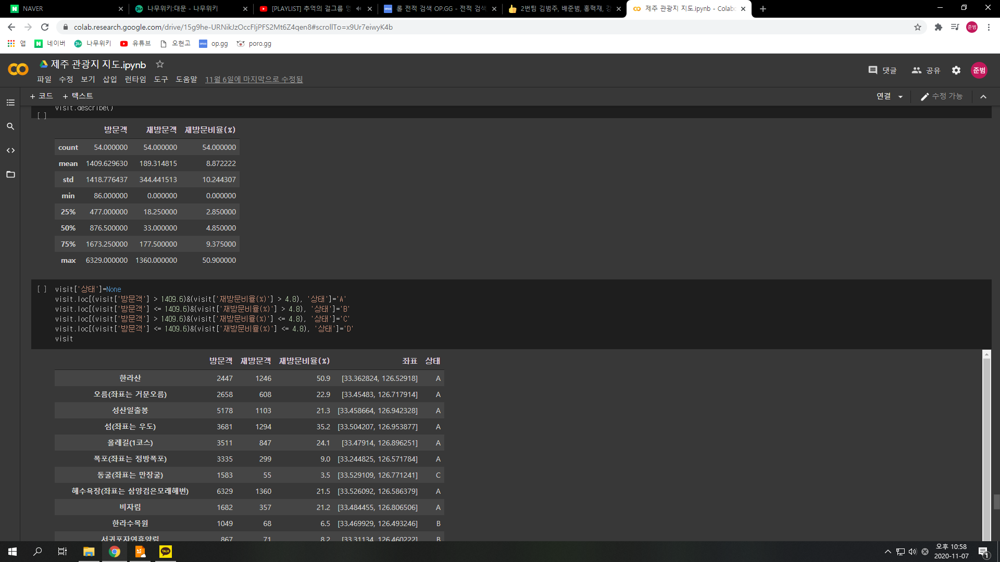 NAVER
나무위키:대문 - 나무위키
[PLAYLIST] 추억의 걸그룹 명
롤 전적 검색 OP.GG - 전적 검색
2번팀 김범주, 배준범, 홍혁재, 강
제주 관광지 지도.ipynb - Colabo
colab.research.google.com/drive/15g9he-URNikJzOccFIjPFS2Mt6Z4qen8#scrollTo=x9Ur7eiwyK4b
준범
앱 네이버 나무위키 유튜브 오현고 op.gg poro.gg
제주 관광지 지도.ipynb
댓글 공유 준범
파일 수정 보기 삽입 런타임 도구 도움말 11월 6일에 마지막으로 수정됨
+ 코드 + 텍스트 연결 수정 가능
visit.describe()
[ ]
방문객 재방문객 재방문비율(%)
count 54.000000 54.000000 54.000000
mean 1409.629630 189.314815 8.872222
std 1418.776437 344.441513 10.244307
min 86.000000 0.000000 0.000000
25% 477.000000 18.250000 2.850000
50% 876.500000 33.000000 4.850000
75% 1673.250000 177.500000 9.375000
max 6329.000000 1360.000000 50.900000
[ ] visit['상태']=None
visit.loc[(visit['방문객'] > 1409.6)&(visit['재방문비율(%)'] > 4.8), '상태']='A'
visit.loc[(visit['방문객'] <= 1409.6)&(visit['재방문비율(%)'] > 4.8), '상태']='B'
visit.loc[(visit['방문객'] > 1409.6)&(visit['재방문비율(%)'] <= 4.8), '상태']='C'
visit.loc[(visit['방문객'] <= 1409.6)&(visit['재방문비율(%)'] <= 4.8), '상태']='D'
visit
방문객 재방문객 재방문비율(%) 좌표 상태
한라산 2447 1246 50.9 [33.362824, 126.52918] A
오름(좌표는 거문오름) 2658 608 22.9 [33.45483, 126.717914] A
성산일출봉 5178 1103 21.3 [33.458664, 126.942328] A
섬(좌표는 우도) 3681 1294 35.2 [33.504207, 126.953877] A
올레길(1코스) 3511 847 24.1 [33.47914, 126.896251] A
폭포(좌표는 정방폭포) 3335 299 9.0 [33.244825, 126.571784] A
동굴(좌표는 만장굴) 1583 55 3.5 [33.529109, 126.771241] C
해수욕장(좌표는 삼양검은모래해변) 6329 1360 21.5 [33.526092, 126.586379] A
비자림 1682 357 21.2 [33.484455, 126.806506] A
한라수목원 1049 68 6.5 [33.469929, 126.493246] B
서귀포자연휴양림 867 71 8.2 [33.31134, 126.460222] B
TALK
오후 10:58
2020-11-07
1